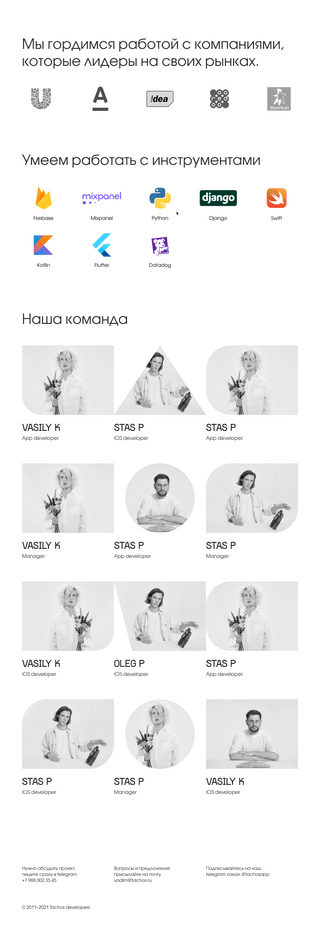 Мы гордимся работой с компаниями,
которые лидеры на своих рынках.
!dea
Умеем работать с инструментами
mixpanel
django
Firebase Mixpanel Python Django Swift
Kotlin Flutter Datadog
Наша команда
VASILY K STAS P STAS P
App developer IOS developer App developer
VASILY K STAS P STAS P
Manager App developer Manager
VASILY K OLEG P STAS P
IOS developer IOS developer App developer
STAS P STAS P VASILY K
IOS developer Manager IOS developer
Нужно обсудить проект, Вопросы и предложения Подписывайтесь на наш
пишите сразу в telegram присылайте на почту telegram канал @tachosapp
+7 988 002 35 45 vadim@tachos.ru
© 2011–2021 Tachos developers